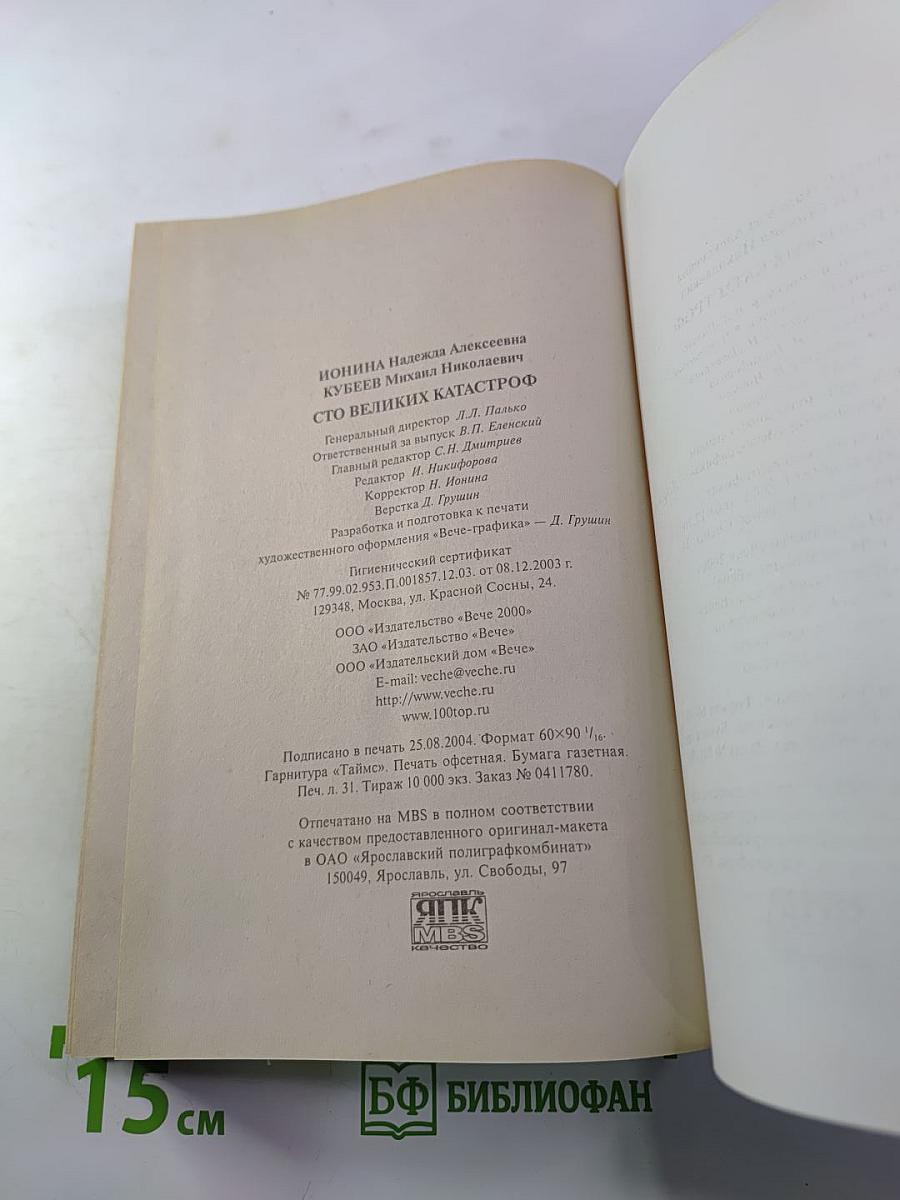 ИОНИНА Надежда Алексеевна
КУБЕЕВ Михаил Николаевич
СТО ВЕЛИКИХ КАТАСТРОФ
Генеральный директор Л.Л. Палько
Ответственный за выпуск В.П. Еленский
Главный редактор С.Н. Дмитриев
Редактор И. Никифорова
Корректор Н. Ионина
Верстка Д. Грушин
Разработка и подготовка к печати
художественного оформления «Вече-графика» — Д. Грушин
Гигиенический сертификат
№ 77.99.02.953.П.001857.12.03. от 08.12.2003 г.
129348, Москва, ул. Красной Сосны, 24.
ООО «Издательство «Вече 2000»
ЗАО «Издательство «Вече»
ООО «Издательский дом «Вече»
E-mail: veche@veche.ru
http://www.veche.ru
www.100top.ru
Подписано в печать 25.08.2004. Формат 60×90 1/16.
Гарнитура «Таймс». Печать офсетная. Бумага газетная.
Печ. л. 31. Тираж 10 000 экз. Заказ № 0411780.
Отпечатано на MBS в полном соответствии
с качеством предоставленного оригинал-макета
в ОАО «Ярославский полиграфкомбинат»
150049, Ярославль, ул. Свободы, 97
ЯРОСЛАВЛЬ
ЯПК
MBS
качество
15 см
БФ БИБЛИОФАН